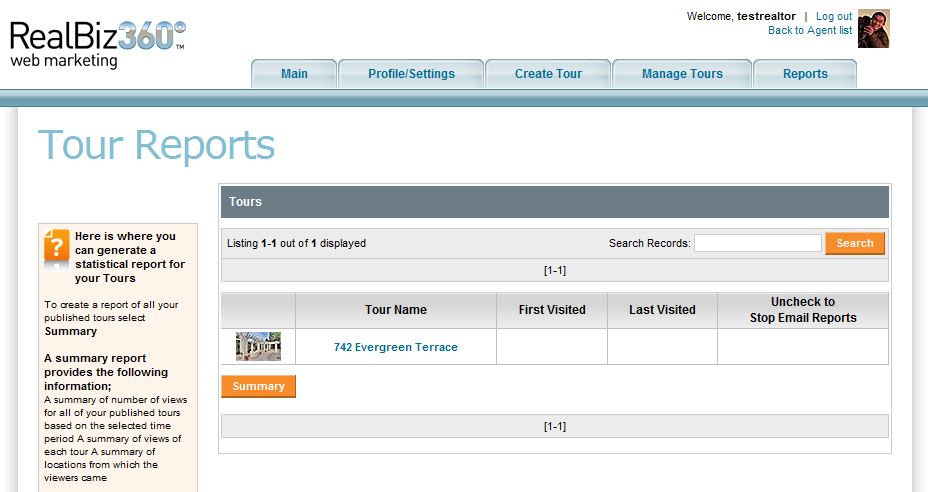 RealBiz360°™
web marketing
Welcome, testrealtor | Log out
Back to Agent list
Main
Profile/Settings
Create Tour
Manage Tours
Reports
Tour Reports
Here is where you
can generate a
statistical report for
your Tours
To create a report of all your
published tours select
Summary
A summary report
provides the following
information;
A summary of number of views
for all of your published tours
based on the selected time
period A summary of views of
each tour A summary of
locations from which the
viewers came
Tours
Listing 1-1 out of 1 displayed
Search Records:
Search
[1-1]
Tour Name
First Visited
Last Visited
Uncheck to
Stop Email Reports
742 Evergreen Terrace
Summary
[1-1]